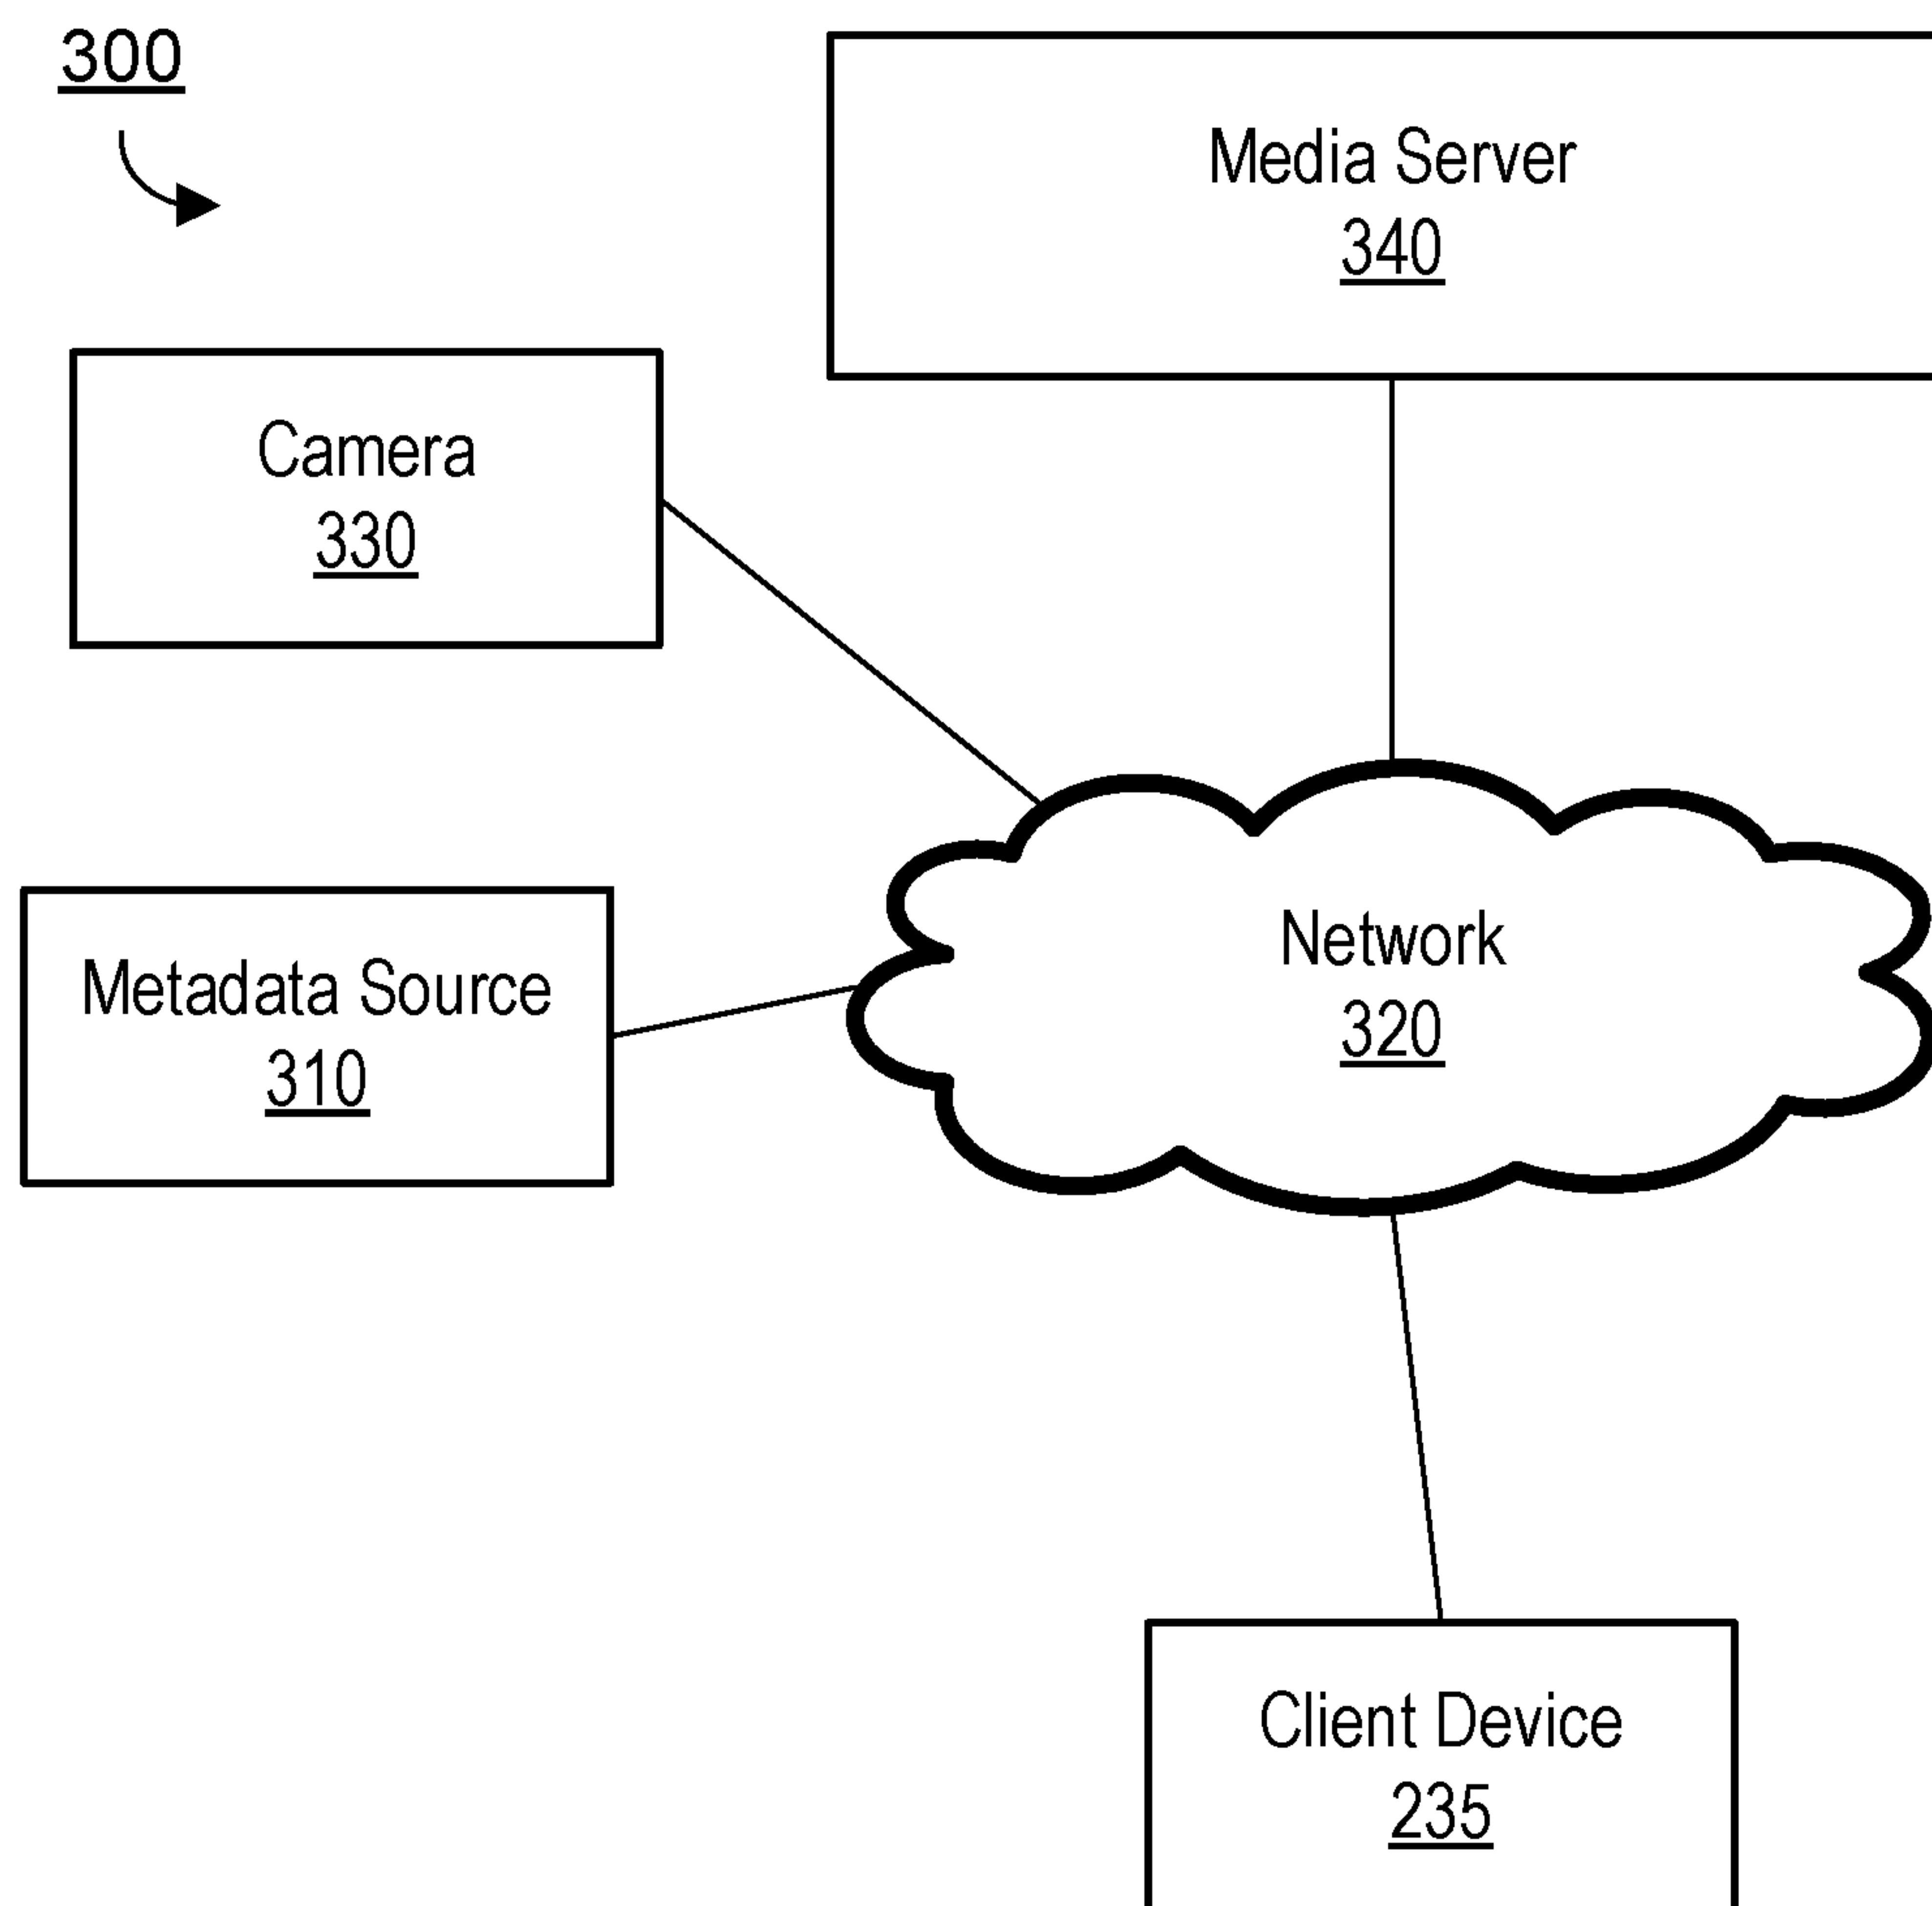 300
Media Server
340
Camera
330
Network
320
Metadata Source
310
Client Device
235